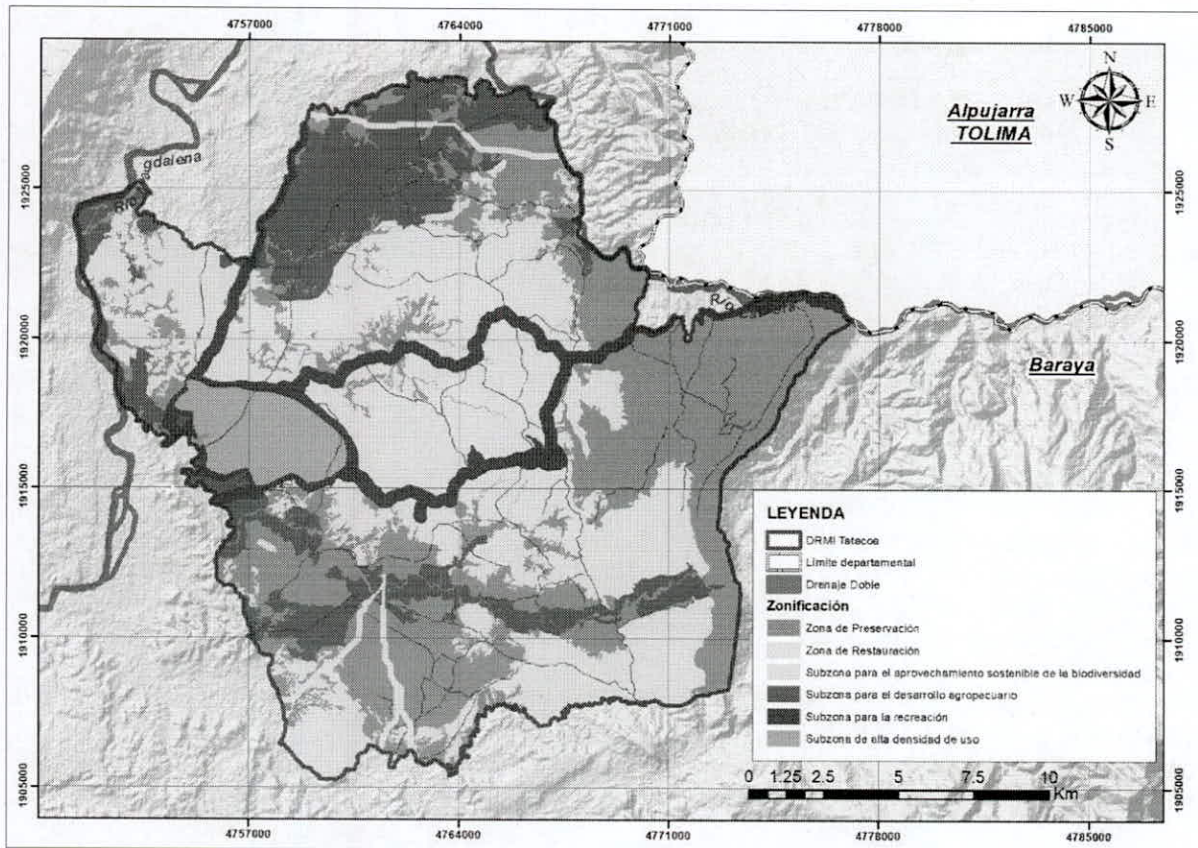 4757000 4764000 4771000 4778000 4785000
N
W E
S
Alpujarra
TOLIMA
1925000 1925000
1920000 1920000
Baraya
1915000 1915000
1910000 1910000
1905000 1905000
LEYENDA
DRMI Tatacoa
Límite departamental
Drenaje Doble
Zonificación
Zona de Preservación
Zona de Restauración
Subzona para el aprovechamiento sostenible de la biodiversidad
Subzona para el desarrollo agropecuario
Subzona para la recreación
Subzona de alta densidad de uso
0 1.25 2.5 5 7.5 10
Km
4757000 4764000 4771000 4778000 4785000